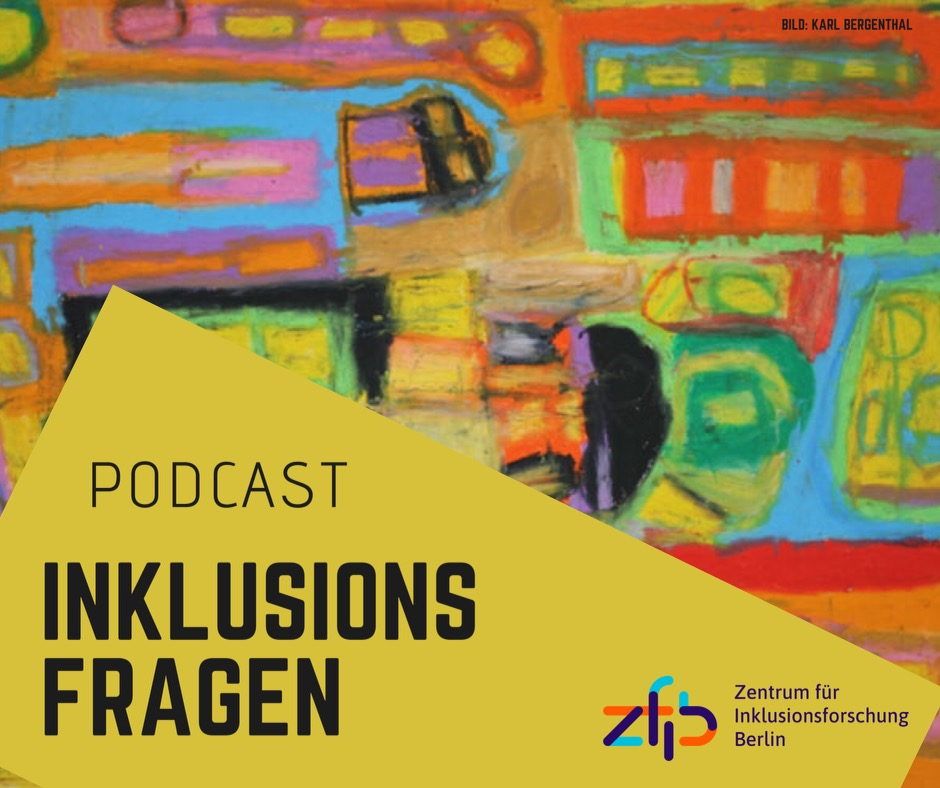 BILD: KARL BERGENTHAL
PODCAST
INKLUSIONS
FRAGEN
zfib
Zentrum für
Inklusionsforschung
Berlin